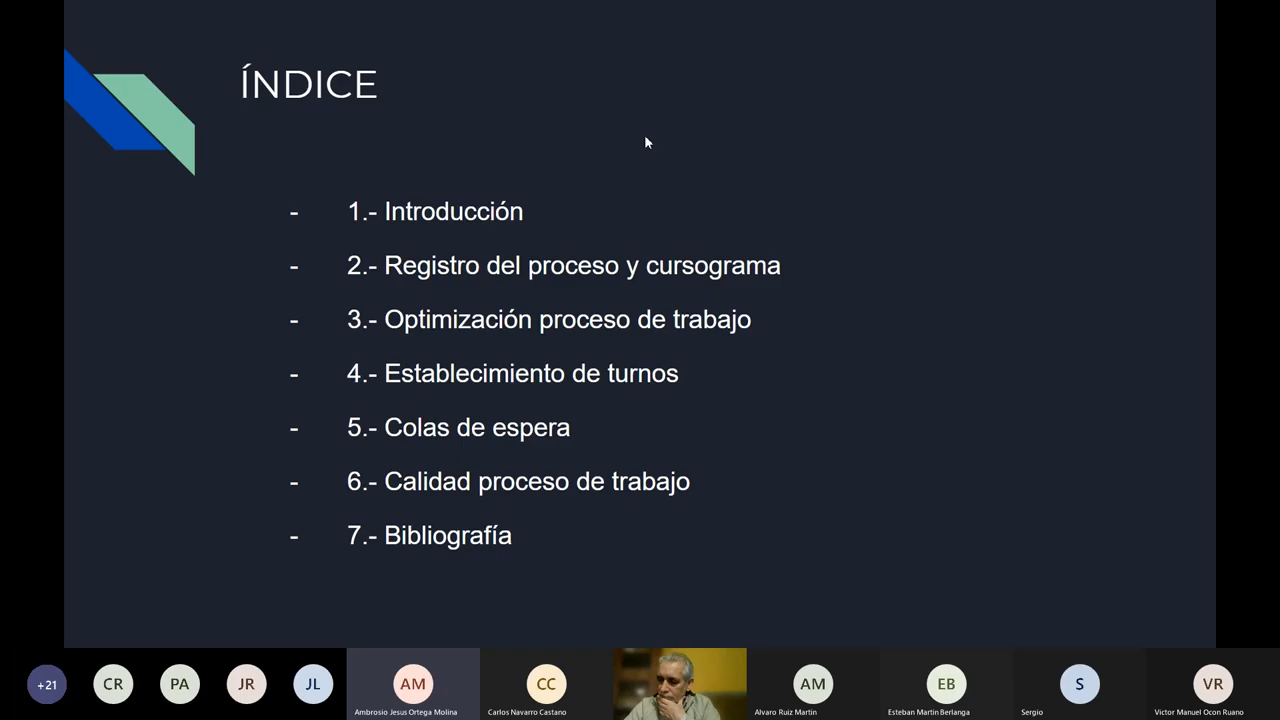 ÍNDICE
- 1.- Introducción
- 2.- Registro del proceso y cursograma
- 3.- Optimización proceso de trabajo
- 4.- Establecimiento de turnos
- 5.- Colas de espera
- 6.- Calidad proceso de trabajo
- 7.- Bibliografía
+21
CR
PA
JR
JL
AM
Ambrosio Jesus Ortega Molina
CC
Carlos Navarro Castano
AM
Alvaro Ruiz Martin
EB
Esteban Martin Berlanga
S
Sergio
VR
Victor Manuel Ocon Ruano